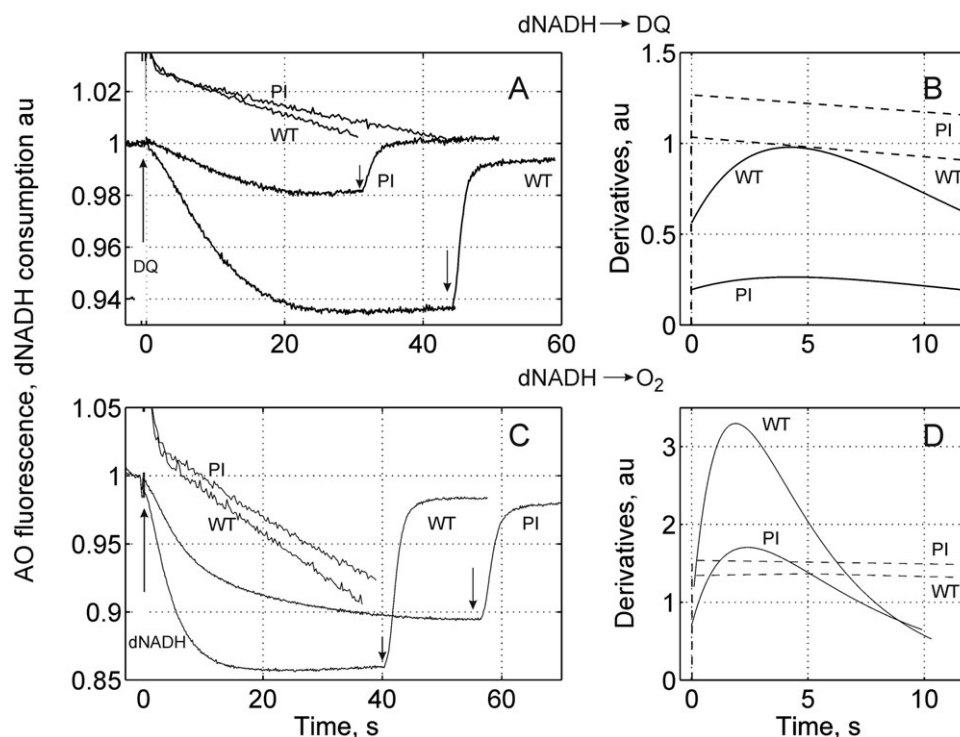 dNADH → DQ
AO fluorescence, dNADH consumption au
A
1.02
1
0.98
0.96
0.94
PI
WT
PI
WT
DQ
0
20
40
60
B
Derivatives, au
1.5
1
0.5
0
PI
WT
WT
PI
0
5
10
dNADH → O2
C
1.05
1
0.95
0.9
0.85
PI
WT
WT
PI
dNADH
0
20
40
60
Time, s
D
Derivatives, au
3
2
1
0
WT
PI
PI
WT
0
5
10
Time, s